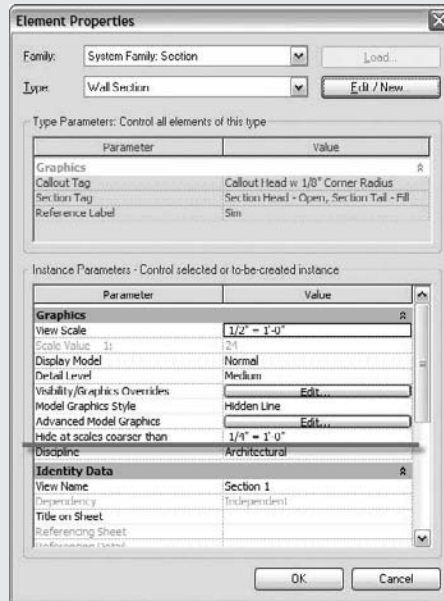 Element Properties
Family: System Family: Section Load...
Type: Wall Section Edit / New...
Type Parameters: Control all elements of this type
Parameter Value
Graphics
Callout Tag Callout Head w 1/8" Corner Radius
Section Tag Section Head - Open, Section Tail - Fill
Reference Label Sim
Instance Parameters - Control selected or to-be-created instance
Parameter Value
Graphics
View Scale 1/2" = 1'-0"
Scale Value 1: 24
Display Model Normal
Detail Level Medium
Visibility/Graphics Overrides Edit...
Model Graphics Style Hidden Line
Advanced Model Graphics Edit...
Hide at scales coarser than 1/4" = 1'-0"
Discipline Architectural
Identity Data
View Name Section 1
Dependency Independent
Title on Sheet
Referencing Sheet
Referencing Detail
OK Cancel